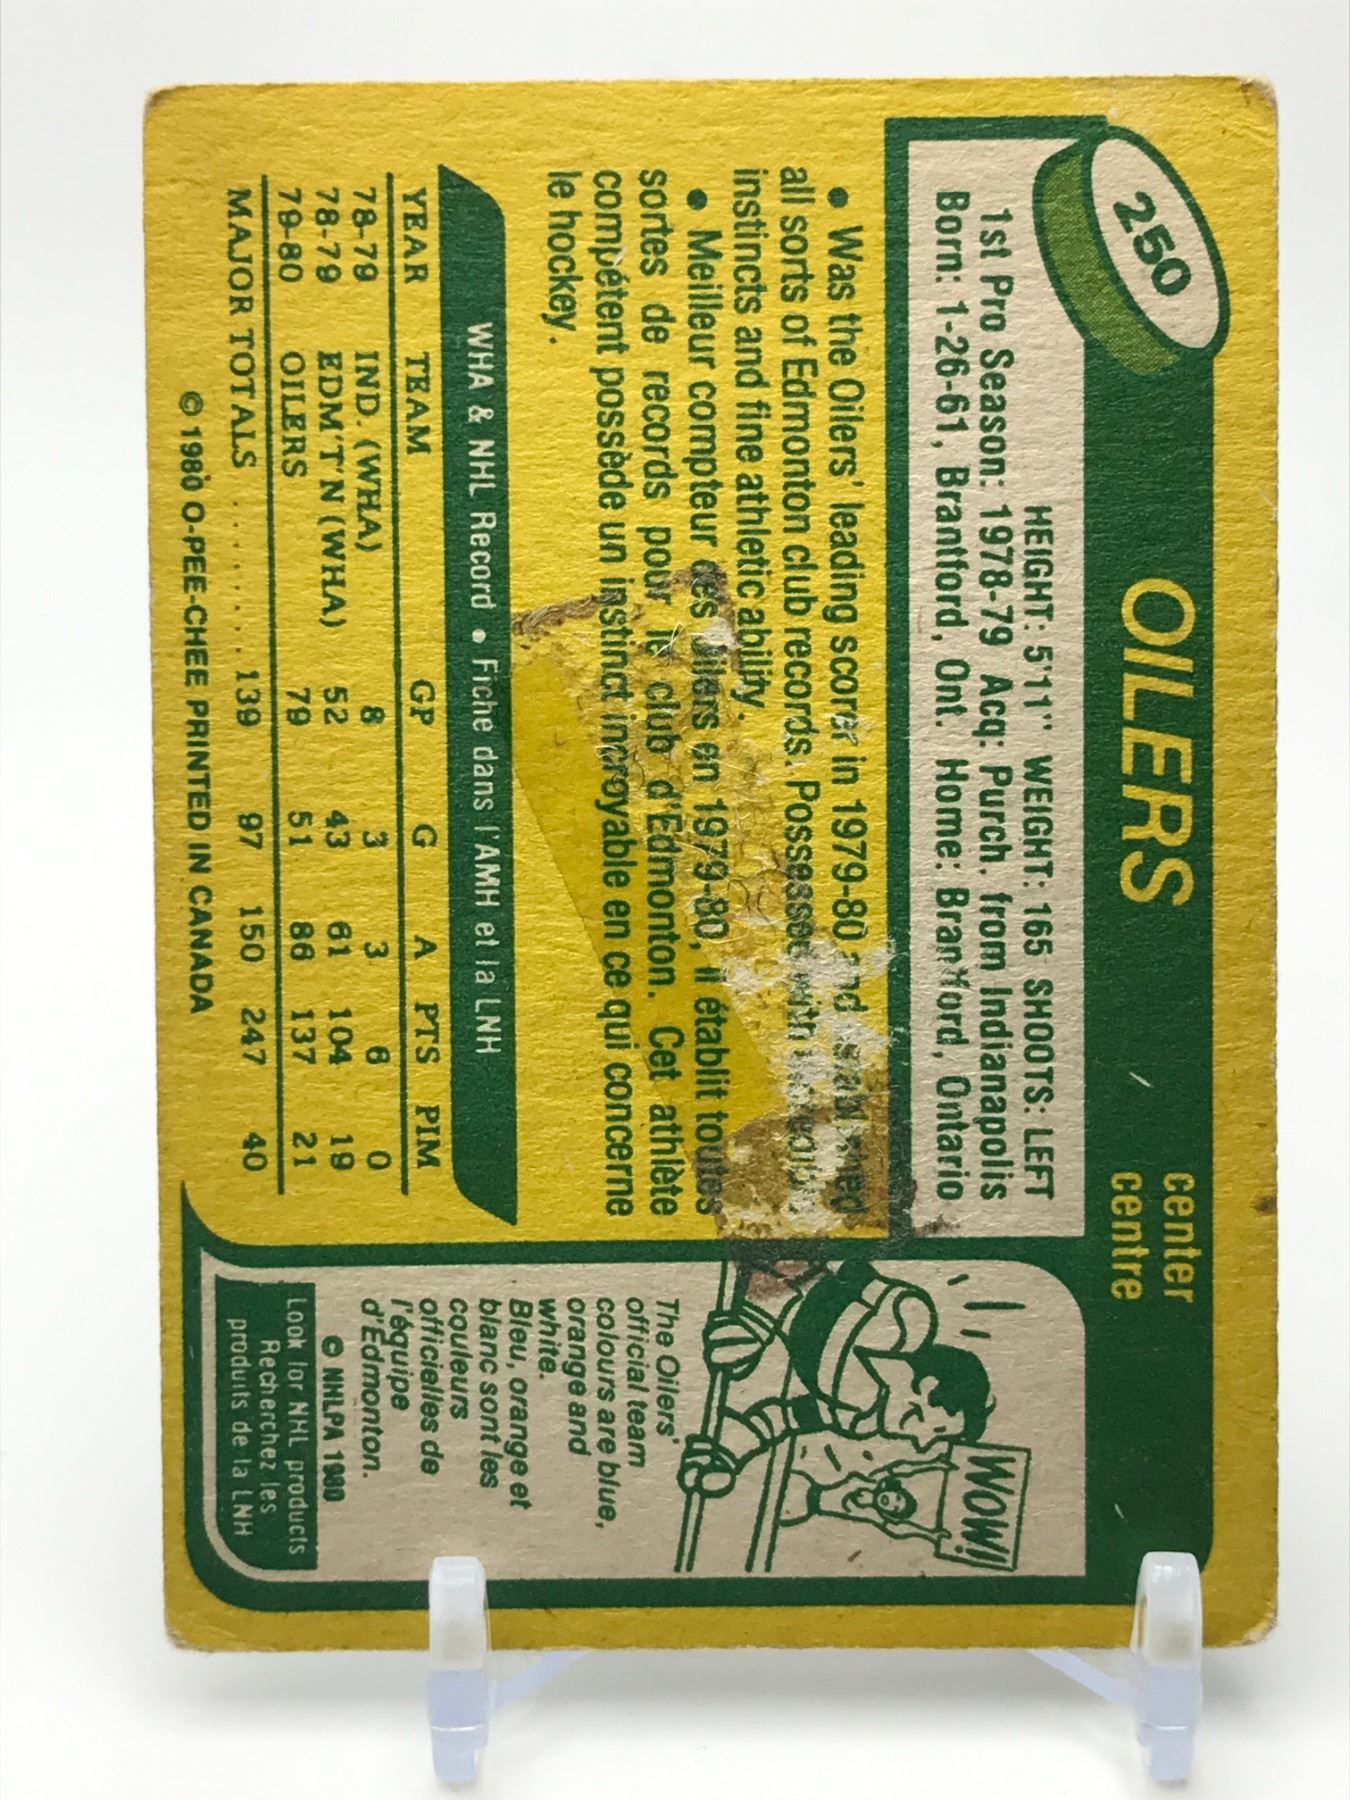 250
OILERS
center
centre
HEIGHT: 5'11" WEIGHT: 165 SHOOTS: LEFT
1st Pro Season: 1978-79 Acq: Purch. from Indianapolis
Born: 1-26-61, Brantford, Ont. Home: Brantford, Ontario
• Was the Oilers' leading scorer in 1979-80 and
all sorts of Edmonton club records. Possessed with
instincts and fine athletic ability.
• Meilleur compteur des Oilers en 1979-80, il établit toutes
sortes de records pour le club d'Edmonton. Cet athlète
compétent possède un instinct incroyable en ce qui concerne
le hockey.
WHA & NHL Record • Fiche dans l'AMH et la LNH
YEAR TEAM GP G A PTS PIM
78-79 IND. (WHA) 8 3 3 6 0
78-79 EDM'T'N (WHA) 52 43 61 104 19
79-80 OILERS 79 51 86 137 21
MAJOR TOTALS ......... 139 97 150 247 40
© 1980 O-PEE-CHEE PRINTED IN CANADA
WOW!!
The Oilers'
official team
colours are blue,
orange and
white.
Bleu, orange et
blanc sont les
couleurs
officielles de
l'équipe
d'Edmonton.
© NHLPA 1980
Look for NHL products
Recherchez les
produits de la LNH